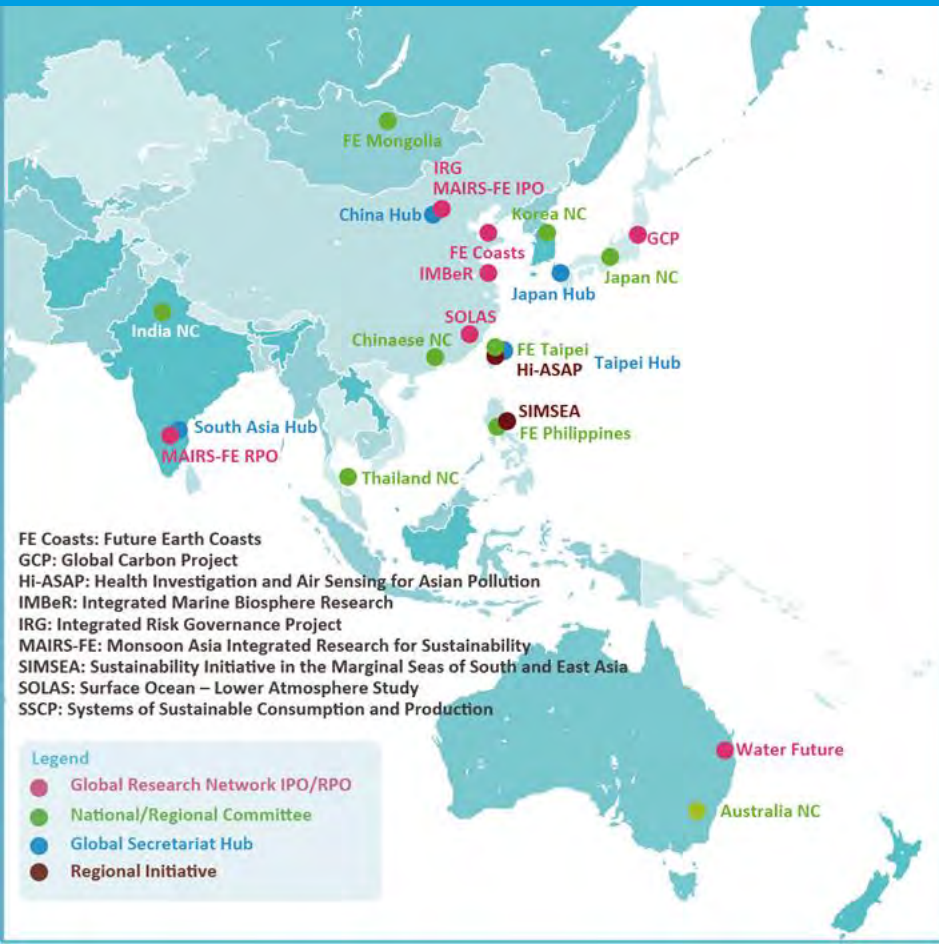 FE Mongolia
IRG
MAIRS-FE IPO
China Hub
Korea NC
GCP
FE Coasts
IMBeR
Japan NC
Japan Hub
India NC
SOLAS
Chinaese NC
FE Taipei
Taipei Hub
Hi-ASAP
SIMSEA
FE Philippines
South Asia Hub
MAIRS-FE RPO
Thailand NC
FE Coasts: Future Earth Coasts
GCP: Global Carbon Project
Hi-ASAP: Health Investigation and Air Sensing for Asian Pollution
IMBeR: Integrated Marine Biosphere Research
IRG: Integrated Risk Governance Project
MAIRS-FE: Monsoon Asia Integrated Research for Sustainability
SIMSEA: Sustainability Initiative in the Marginal Seas of South and East Asia
SOLAS: Surface Ocean – Lower Atmosphere Study
SSCP: Systems of Sustainable Consumption and Production
Water Future
Australia NC
Legend
Global Research Network IPO/RPO
National/Regional Committee
Global Secretariat Hub
Regional Initiative